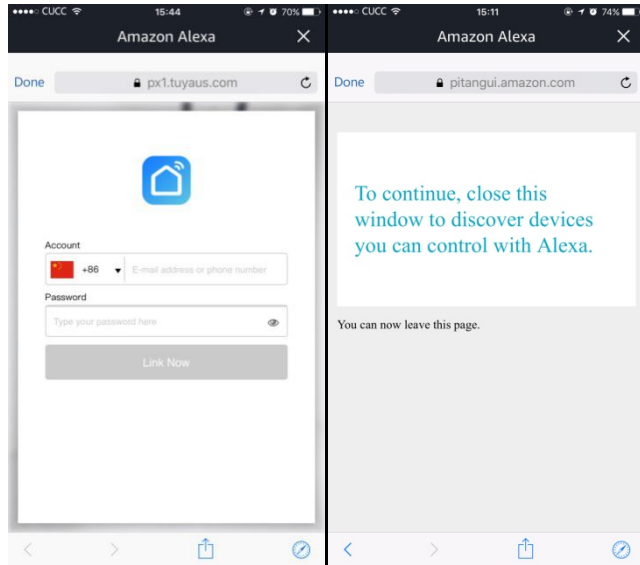 CUCC 15:44 70%
Amazon Alexa
Done px1.tuyaus.com
Account
+86 E-mail address or phone number
Password
Type your password here
Link Now
CUCC 15:11 74%
Amazon Alexa
Done pitangui.amazon.com
To continue, close this
window to discover devices
you can control with Alexa.
You can now leave this page.